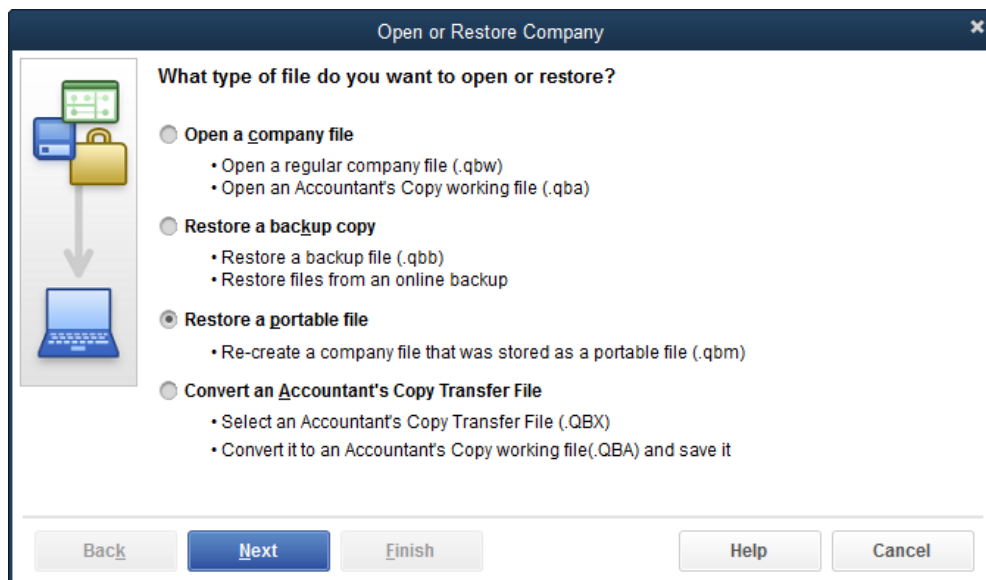 Open or Restore Company
What type of file do you want to open or restore?
Open a company file
• Open a regular company file (.qbw)
• Open an Accountant's Copy working file (.qba)
Restore a backup copy
• Restore a backup file (.qbb)
• Restore files from an online backup
Restore a portable file
• Re-create a company file that was stored as a portable file (.qbm)
Convert an Accountant's Copy Transfer File
• Select an Accountant's Copy Transfer File (.QBX)
• Convert it to an Accountant's Copy working file(.QBA) and save it
Back Next Finish Help Cancel